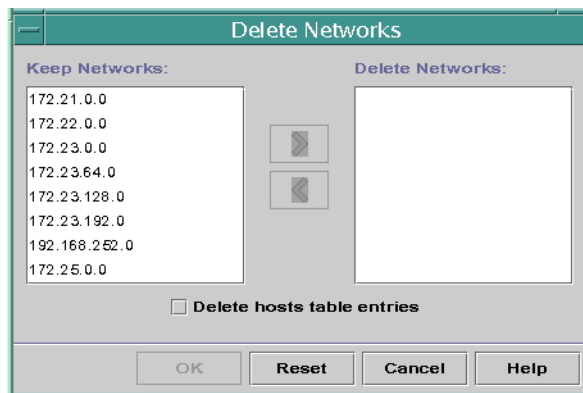 Delete Networks
Keep Networks:
Delete Networks:
172.21.0.0
172.22.0.0
172.23.0.0
172.23.64.0
172.23.128.0
172.23.192.0
192.168.252.0
172.25.0.0
Delete hosts table entries
OK
Reset
Cancel
Help